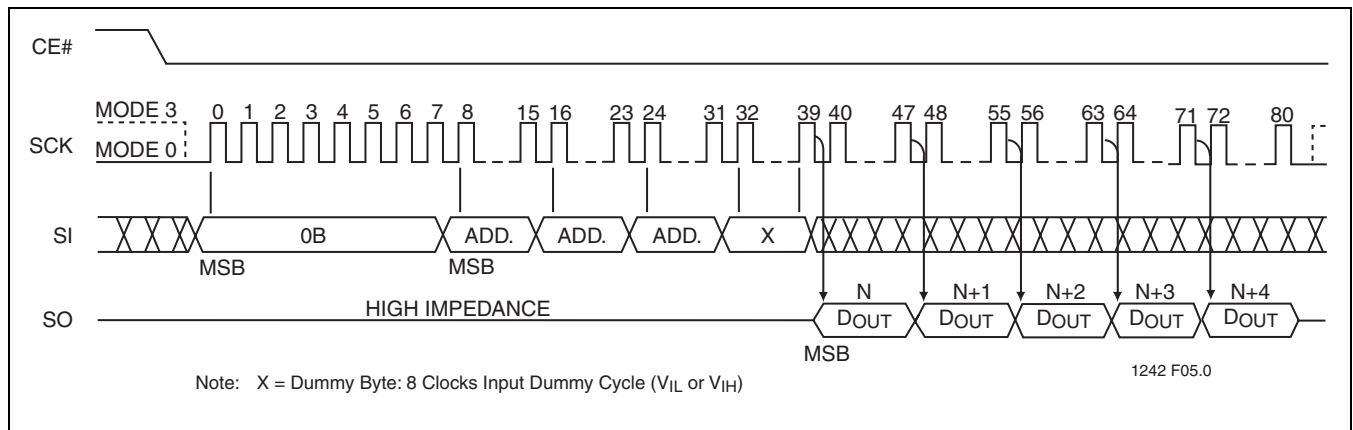 CE#
MODE 3
0 1 2 3 4 5 6 7 8 15 16 23 24 31 32 39 40 47 48 55 56 63 64 71 72 80
SCK
MODE 0
SI
0B
ADD.
ADD.
ADD.
X
MSB
MSB
N
N+1
N+2
N+3
N+4
HIGH IMPEDANCE
SO
DOUT
DOUT
DOUT
DOUT
DOUT
MSB
1242 F05.0
Note: X = Dummy Byte: 8 Clocks Input Dummy Cycle (VIL or VIH)